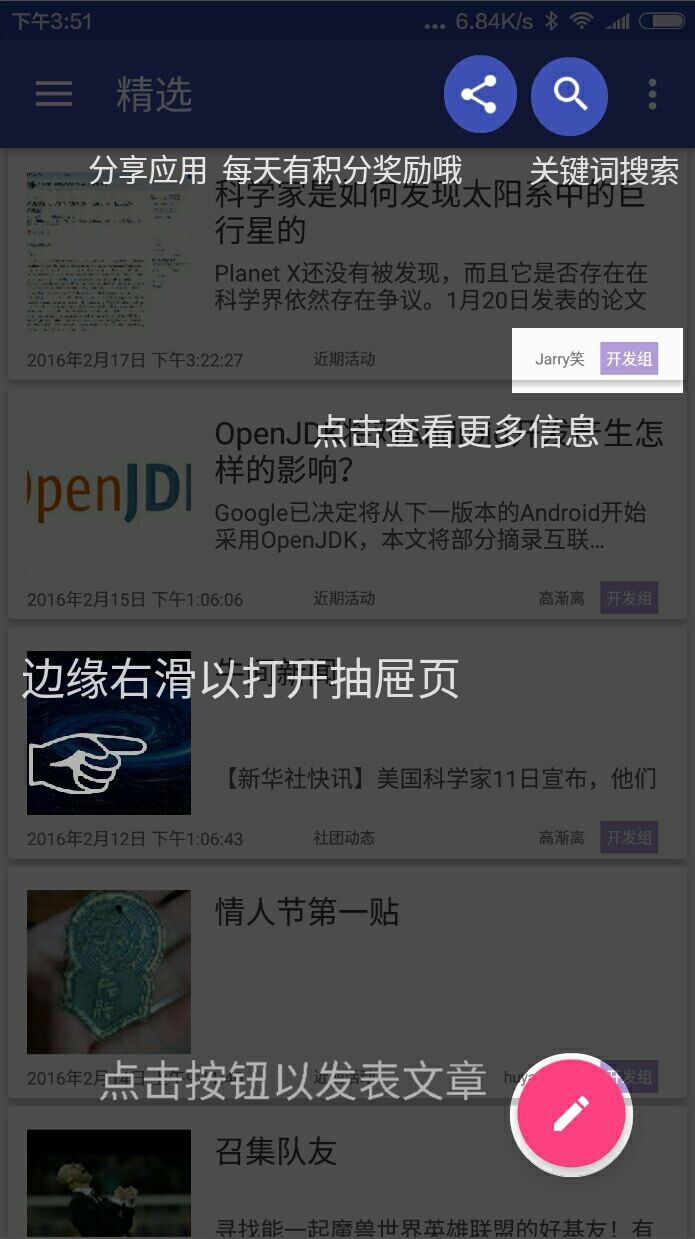 下午3:51
... 6.84K/s
精选
分享应用 每天有积分奖励哦
关键词搜索
科学家是如何发现太阳系中的巨
行星的
Planet X还没有被发现，而且它是否存在在
科学界依然存在争议。1月20日发表的论文
2016年2月17日 下午3:22:27
近期活动
Jarry笑
开发组
点击查看更多信息
OpenJD
生怎
样的影响？
Google已决定将从下一版本的Android开始
采用OpenJDK，本文将部分摘录互联...
OpenJD
2016年2月15日 下午1:06:06
近期活动
高渐离
开发组
边缘右滑以打开抽屉页
【新华社快讯】美国科学家11日宣布，他们
2016年2月12日 下午1:06:43
社团动态
高渐离
开发组
情人节第一贴
点击按钮以发表文章
2016年2月14日
huy
开发组
召集队友
寻找能一起魔兽世界英雄联盟的好基友！有